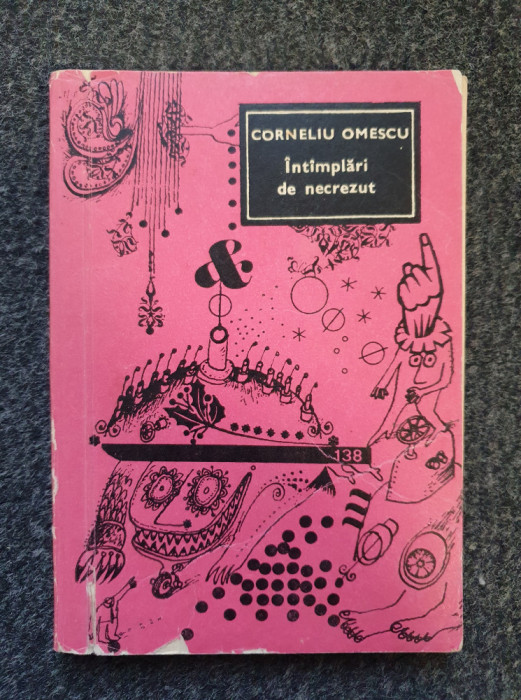 CORNELIU OMESCU
Întîmplări
de necrezut
&
138